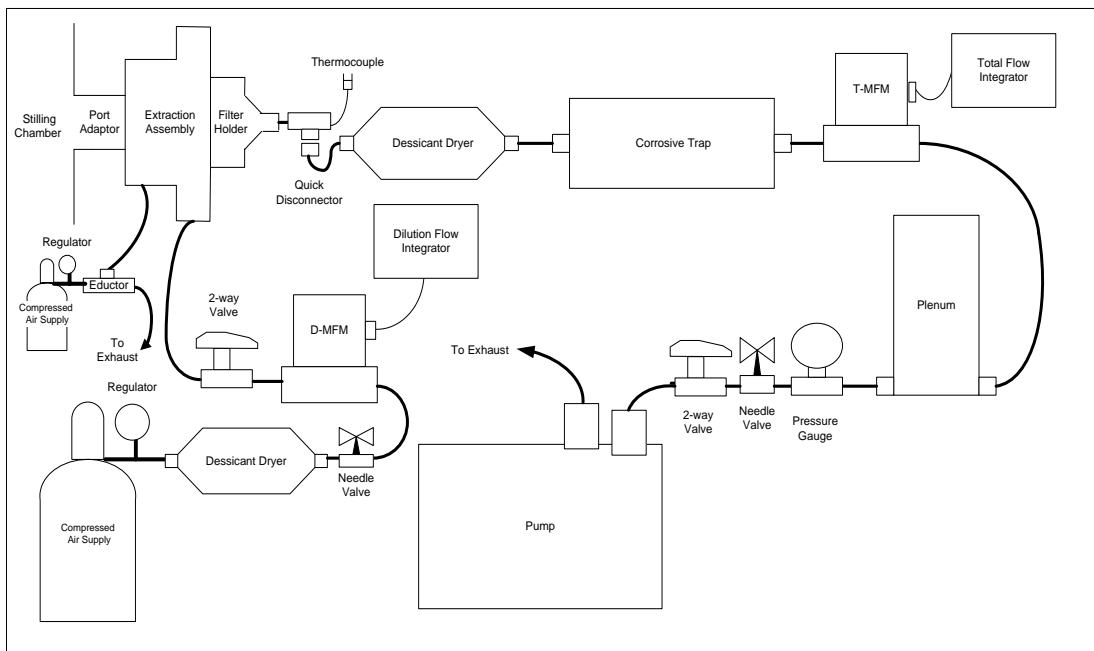 Thermocouple
Total Flow
Integrator
T-MFM
Stilling
Chamber
Port
Adaptor
Extraction
Assembly
Filter
Holder
Dessicant Dryer
Corrosive Trap
Quick
Disconnector
Dilution Flow
Integrator
Regulator
Eductor
Compressed
Air Supply
2-way
Valve
D-MFM
Plenum
To
Exhaust
To Exhaust
Regulator
2-way
Valve
Needle
Valve
Pressure
Gauge
Dessicant Dryer
Needle
Valve
Compressed
Air Supply
Pump